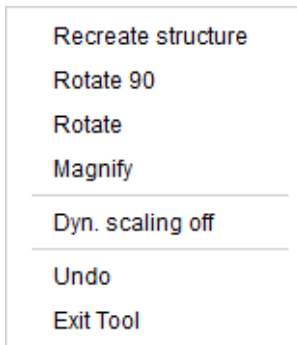 Recreate structure
Rotate 90
Rotate
Magnify
Dyn. scaling off
Undo
Exit Tool